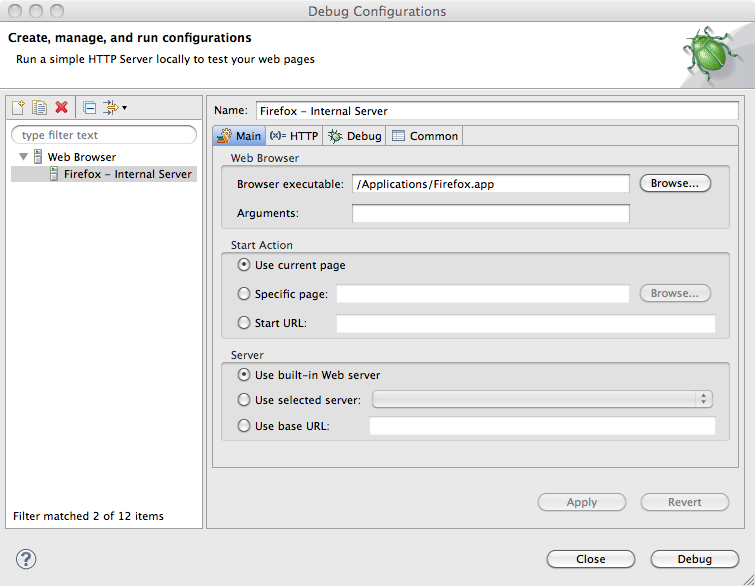 Debug Configurations
Create, manage, and run configurations
Run a simple HTTP Server locally to test your web pages
type filter text
Web Browser
Firefox – Internal Server
Filter matched 2 of 12 items
Name: Firefox – Internal Server
Main (x)= HTTP Debug Common
Web Browser
Browser executable: /Applications/Firefox.app Browse...
Arguments:
Start Action
Use current page
Specific page: Browse...
Start URL:
Server
Use built-in Web server
Use selected server:
Use base URL:
Apply Revert
? Close Debug